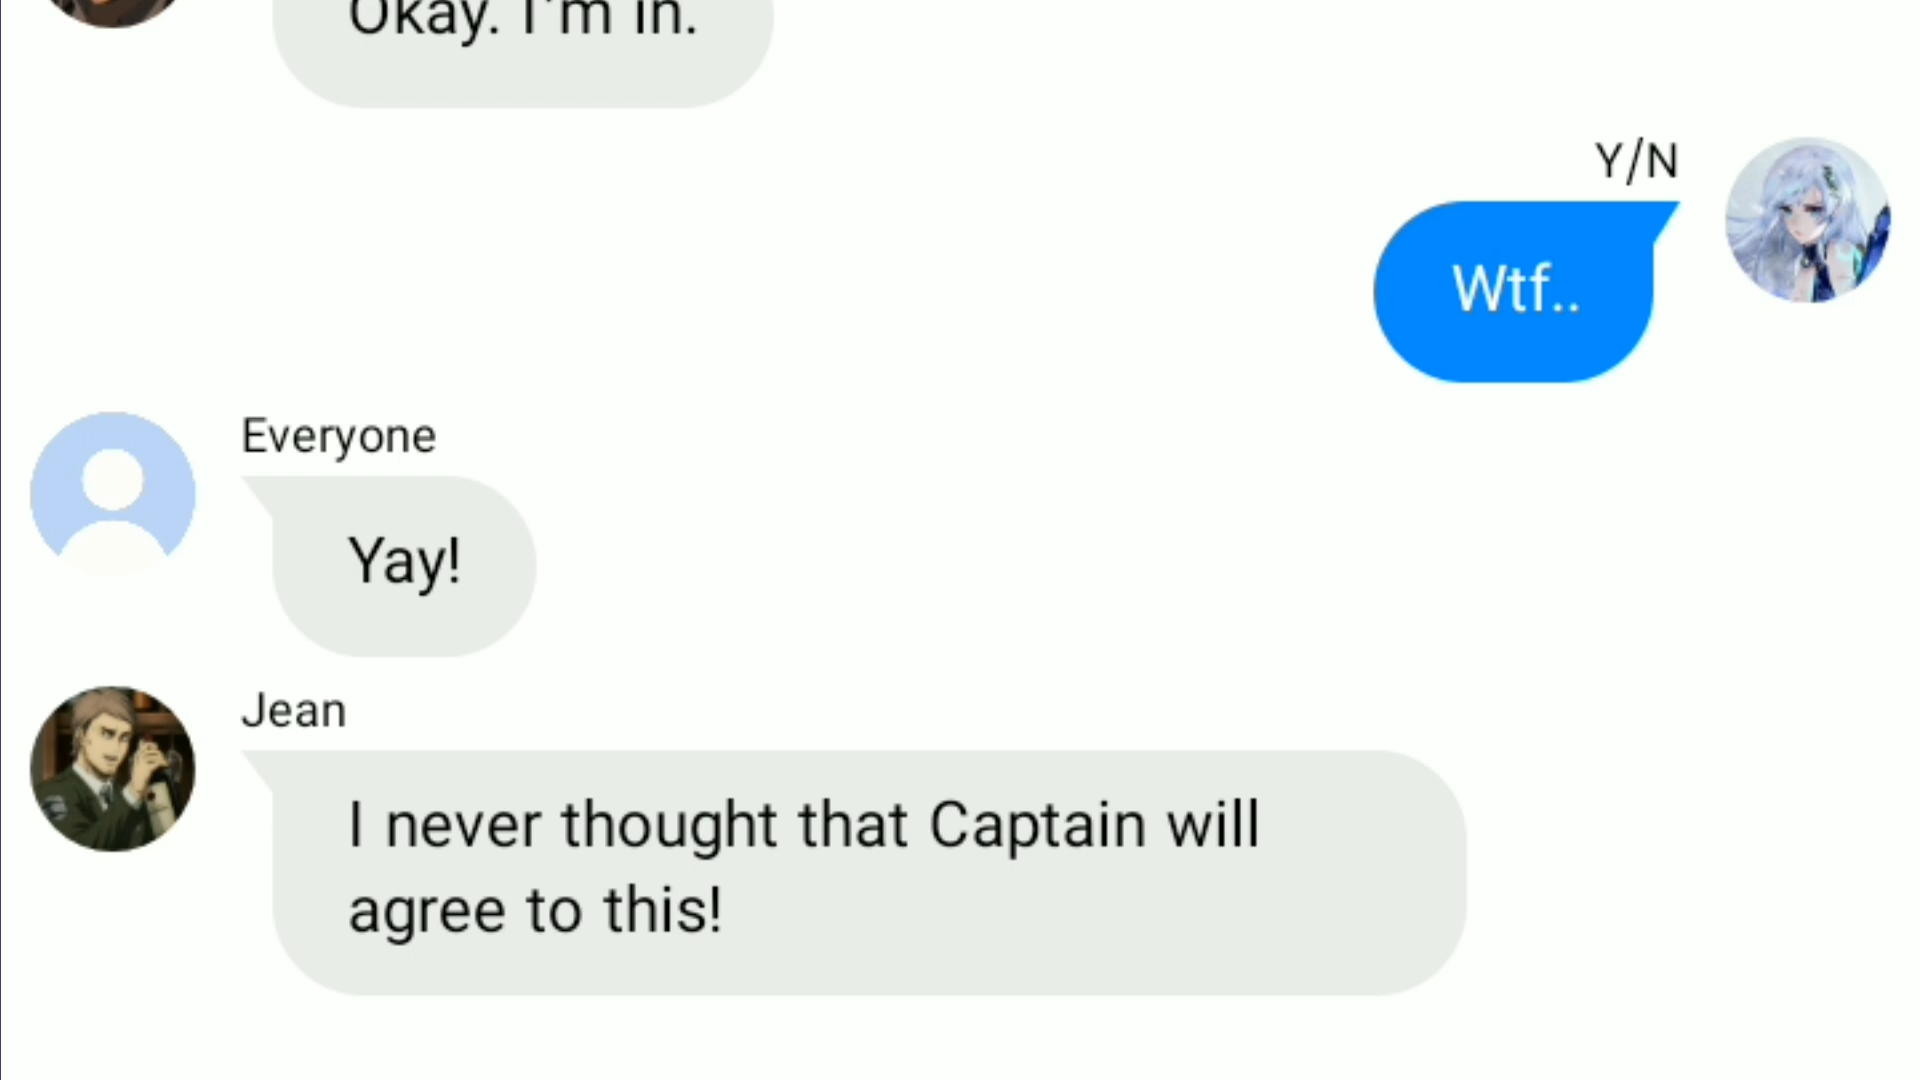 Okay. I'm in.
Y/N
Wtf..
Everyone
Yay!
Jean
I never thought that Captain will
agree to this!